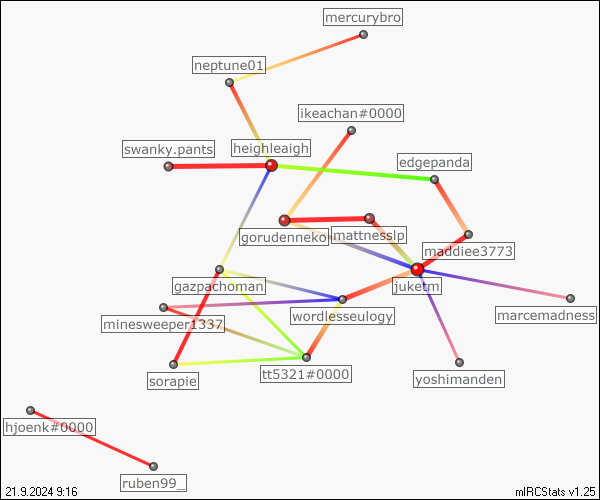 mercurybro
neptune01
ikeachan#0000
swanky.pants
heighleaigh
edgepanda
gorudenneko
mattnesslp
maddiee3773
gazpachoman
juketm
minesweeper1337
wordlesseulogy
marcemadness
sorapie
tt5321#0000
yoshimanden
hjoenk#0000
ruben99_
21.9.2024 9:16
mIRCStats v1.25